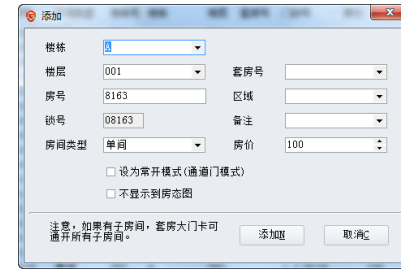 添加
楼栋 A
楼层 001 套房号
房号 8163 区域
锁号 08163 备注
房间类型 单间 房价 100
设为常开模式(通道门模式)
不显示到房态图
注意，如果有子房间，套房大门卡可
通开所有子房间。
添加N 取消C